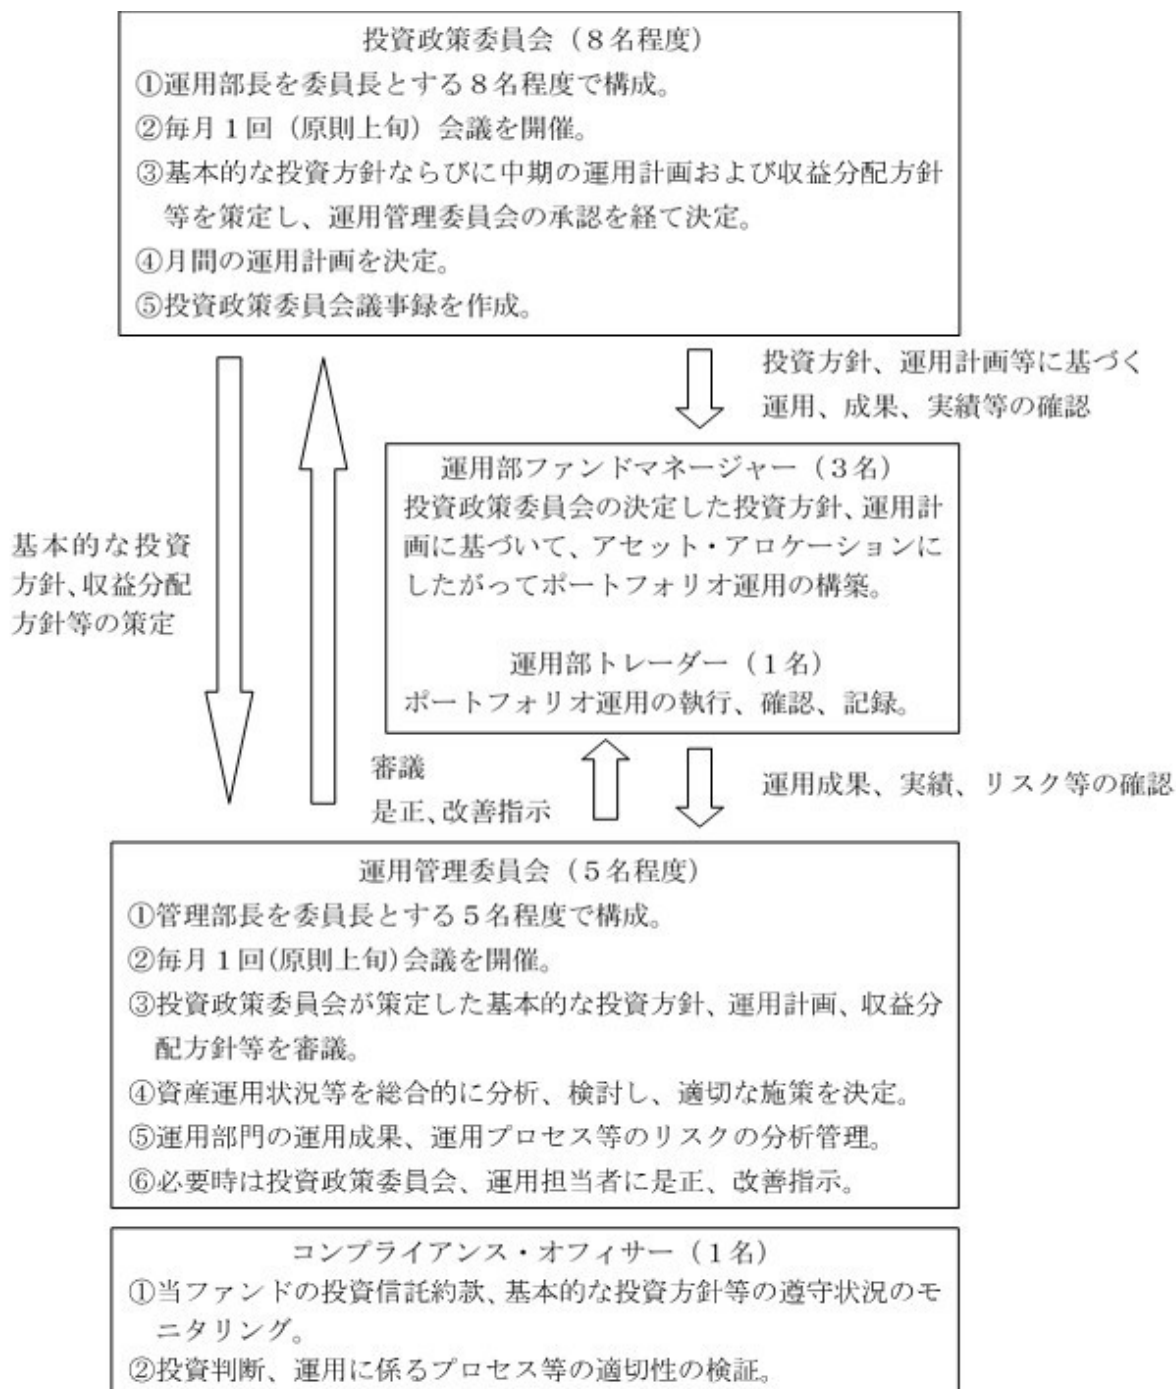 投資政策委員会（８名程度）
①運用部長を委員長とする８名程度で構成。
②毎月１回（原則上旬）会議を開催。
③基本的な投資方針ならびに中期の運用計画および収益分配方針
等を策定し、運用管理委員会の承認を経て決定。
④月間の運用計画を決定。
⑤投資政策委員会議事録を作成。
投資方針、運用計画等に基づく
運用、成果、実績等の確認
運用部ファンドマネージャー（３名）
投資政策委員会の決定した投資方針、運用計
画に基づいて、アセット・アロケーションに
したがってポートフォリオ運用の構築。
運用部トレーダー（１名）
ポートフォリオ運用の執行、確認、記録。
基本的な投資
方針、収益分配
方針等の策定
審議
是正、改善指示
運用成果、実績、リスク等の確認
運用管理委員会（５名程度）
①管理部長を委員長とする５名程度で構成。
②毎月１回(原則上旬)会議を開催。
③投資政策委員会が策定した基本的な投資方針、運用計画、収益分
配方針等を審議。
④資産運用状況等を総合的に分析、検討し、適切な施策を決定。
⑤運用部門の運用成果、運用プロセス等のリスクの分析管理。
⑥必要時は投資政策委員会、運用担当者に是正、改善指示。
コンプライアンス・オフィサー（１名）
①当ファンドの投資信託約款、基本的な投資方針等の遵守状況のモ
ニタリング。
②投資判断、運用に係るプロセス等の適切性の検証。